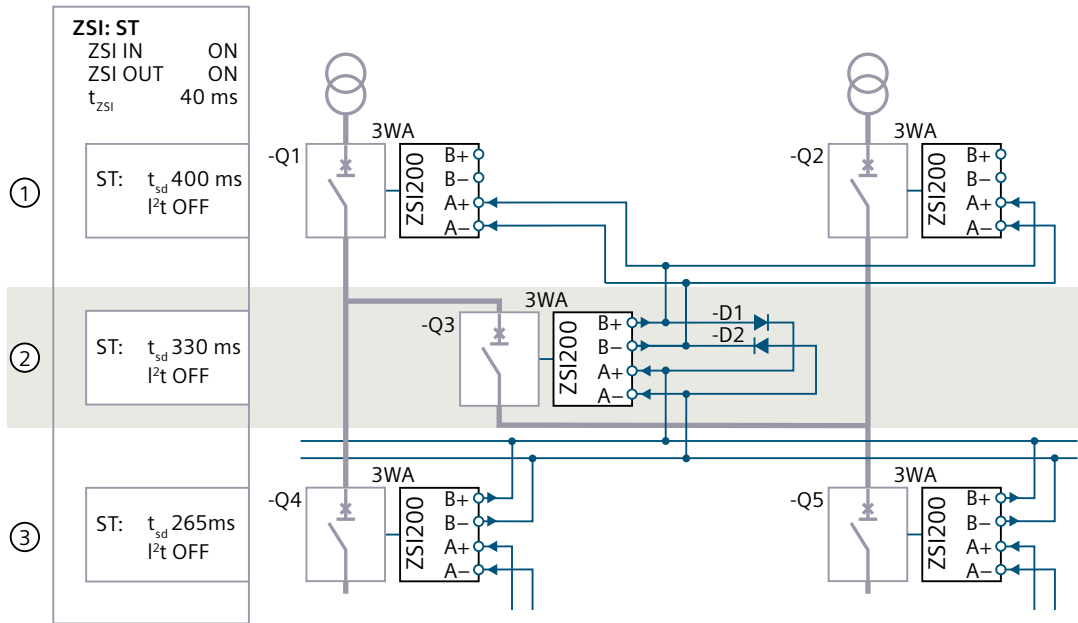 ZSI: ST
ZSI IN ON
ZSI OUT ON
tZSI 40 ms
1
ST: tsd 400 ms
I²t OFF
-Q1
3WA
ZSI200
B+
B−
A+
A−
-Q2
3WA
ZSI200
B+
B−
A+
A−
2
ST: tsd 330 ms
I²t OFF
-Q3
3WA
ZSI200
B+
B−
A+
A−
-D1
-D2
3
ST: tsd 265ms
I²t OFF
-Q4
3WA
ZSI200
B+
B−
A+
A−
-Q5
3WA
ZSI200
B+
B−
A+
A−